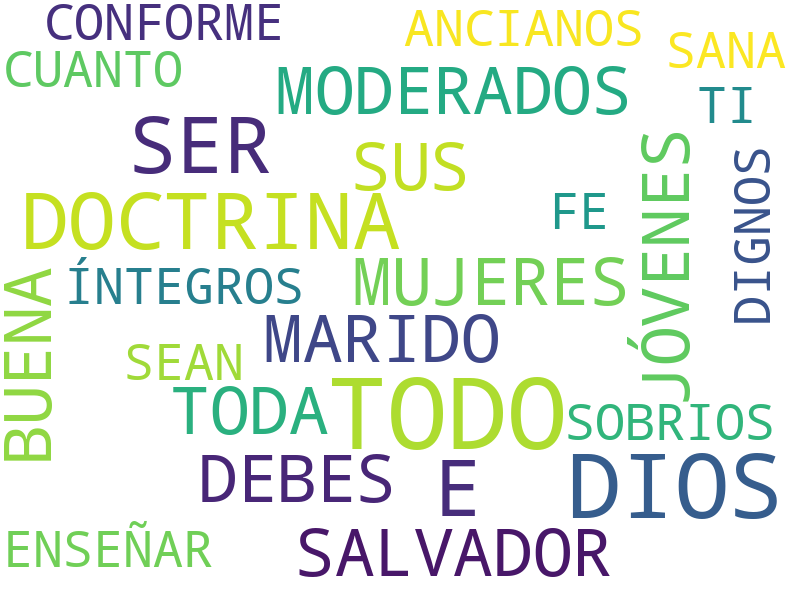 CONFORME
ANCIANOS
SANA
CUANTO
MODERADOS
TI
SER
SUS
JÓVENES
DIGNOS
DOCTRINA
FE
ÍNTEGROS
MUJERES
BUENA
MARIDO
SEAN
TODA
TODO
SOBRIOS
DEBES
E
DIOS
ENSEÑAR
SALVADOR